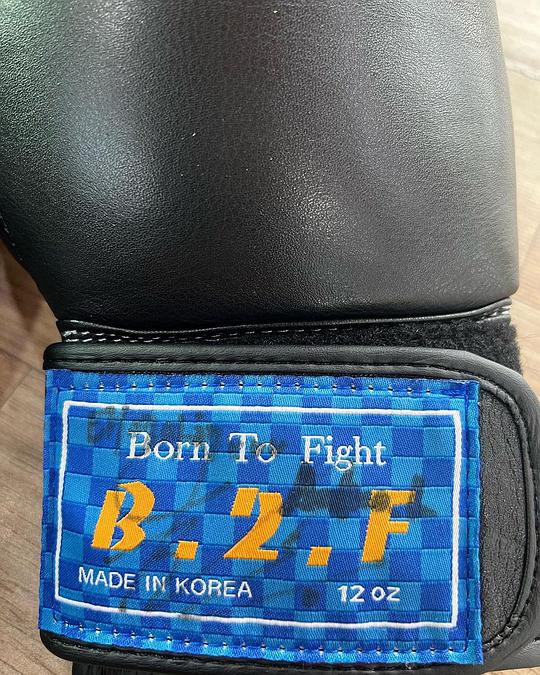 Born To Fight
B.2.F
MADE IN KOREA 12 OZ